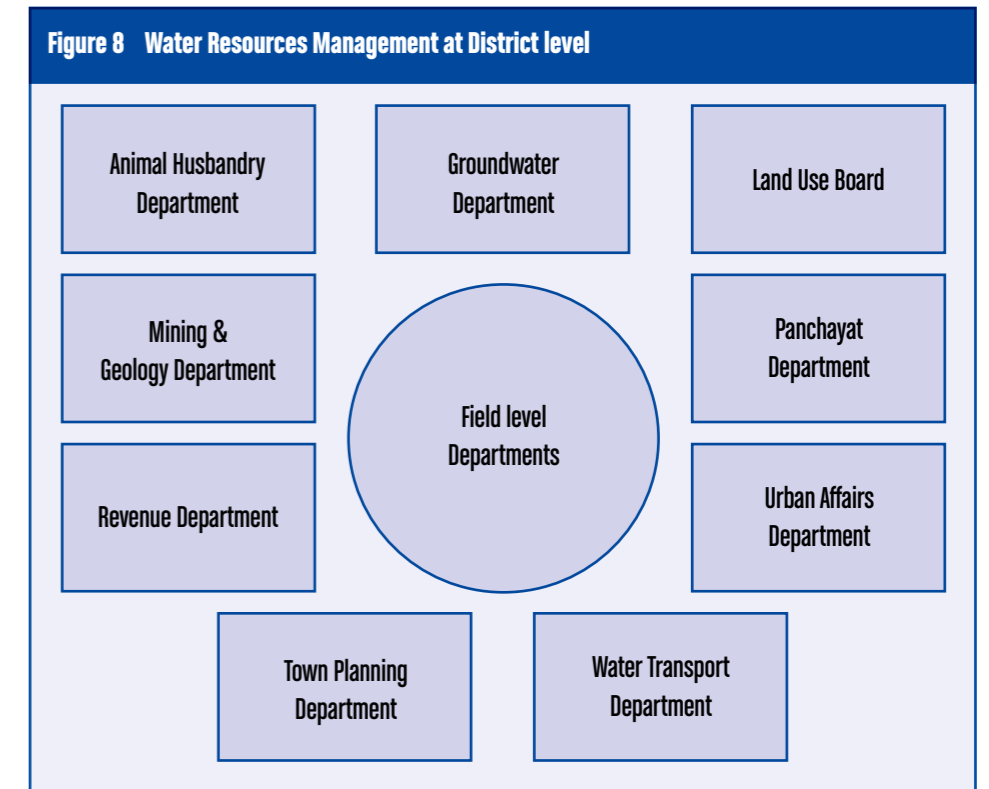 Figure 8 Water Resources Management at District level
Animal Husbandry
Department
Groundwater
Department
Land Use Board
Mining &
Geology Department
Panchayat
Department
Field level
Departments
Revenue Department
Urban Affairs
Department
Town Planning
Department
Water Transport
Department